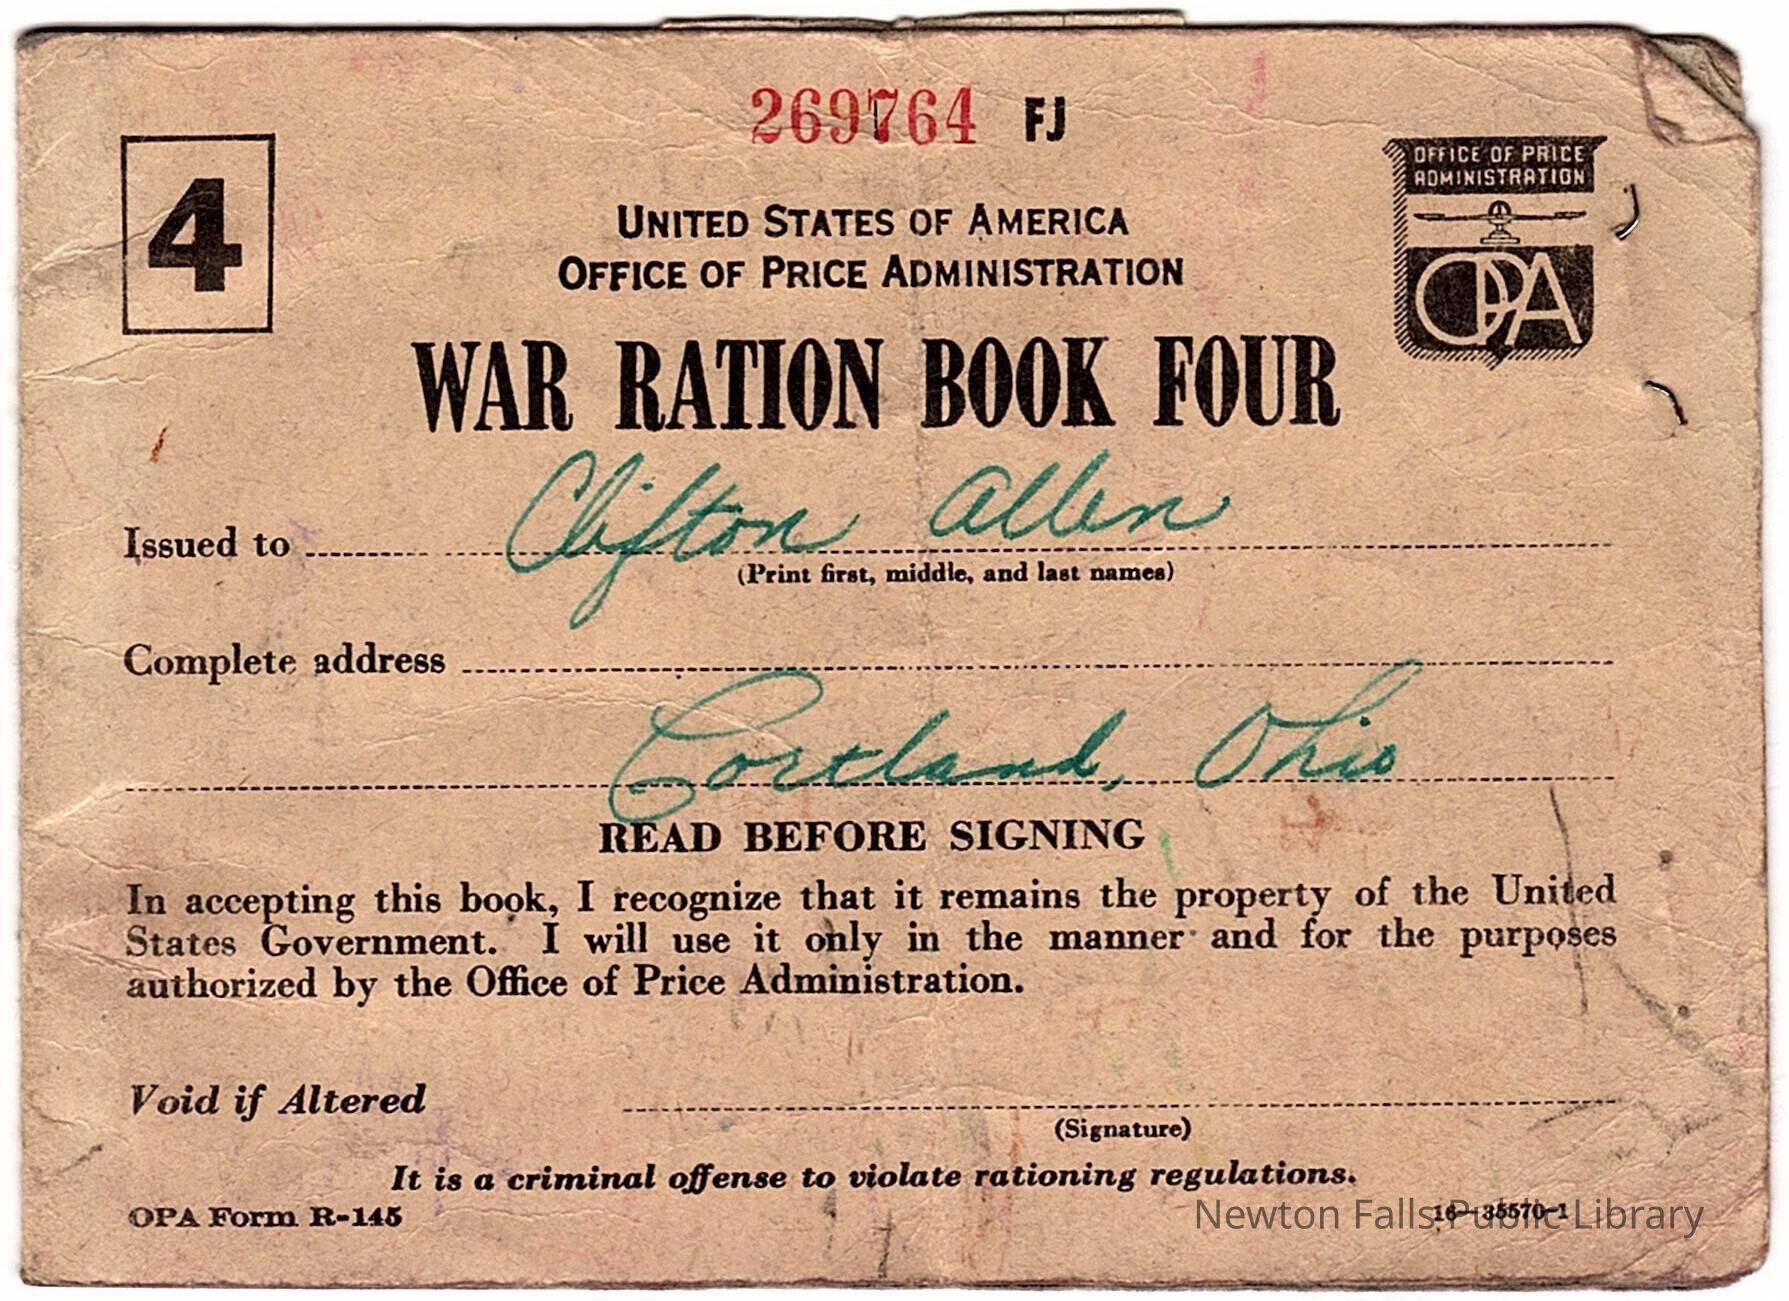 269764 FJ
4
OFFICE OF PRICE
ADMINISTRATION
OPA
UNITED STATES OF AMERICA
OFFICE OF PRICE ADMINISTRATION
WAR RATION BOOK FOUR
Issued to Clifton Allen
(Print first, middle, and last names)
Complete address
Cortland, Ohio
READ BEFORE SIGNING
In accepting this book, I recognize that it remains the property of the United
States Government. I will use it only in the manner and for the purposes
authorized by the Office of Price Administration.
Void if Altered
(Signature)
It is a criminal offense to violate rationing regulations.
OPA Form R-145
16—35570-1
Newton Falls Public Library